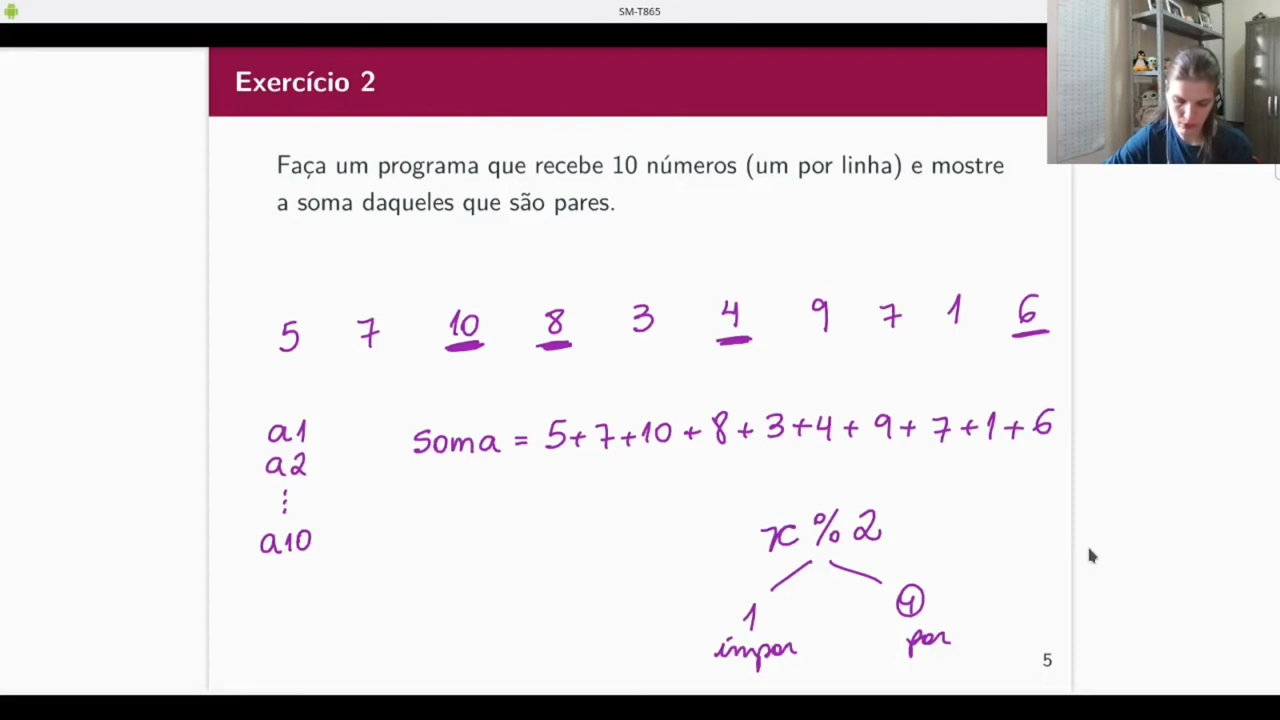 SM-T865
Exercício 2
Faça um programa que recebe 10 números (um por linha) e mostre
a soma daqueles que são pares.
5 7 10 8 3 4 9 7 1 6
a1
soma = 5+7+10+8+3+4+9+7+1+6
a2
⋮
a10
x % 2
1
impar
par
5